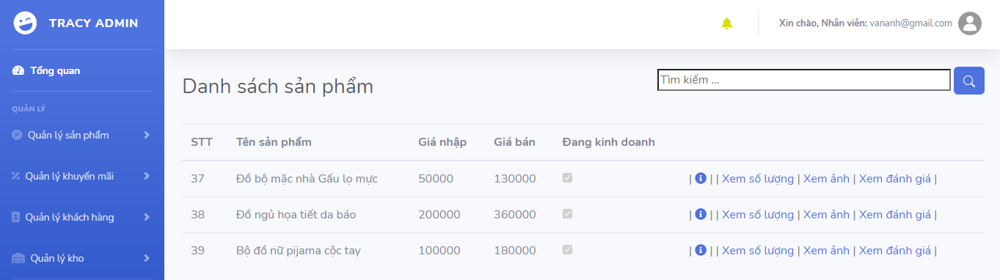 TRACY ADMIN
Xin chào, Nhân viên: vananh@gmail.com
Tổng quan
QUẢN LÝ
Quản lý sản phẩm
Quản lý khuyến mãi
Quản lý khách hàng
Quản lý kho
Danh sách sản phẩm
Tìm kiếm ...
STT Tên sản phẩm Giá nhập Giá bán Đang kinh doanh
37 Đồ bộ mặc nhà Gấu lọ mực 50000 130000 | | | Xem số lượng | Xem ảnh | Xem đánh giá |
38 Đồ ngủ họa tiết da báo 200000 360000 | | | Xem số lượng | Xem ảnh | Xem đánh giá |
39 Bộ đồ nữ pijama cộc tay 100000 180000 | | | Xem số lượng | Xem ảnh | Xem đánh giá |